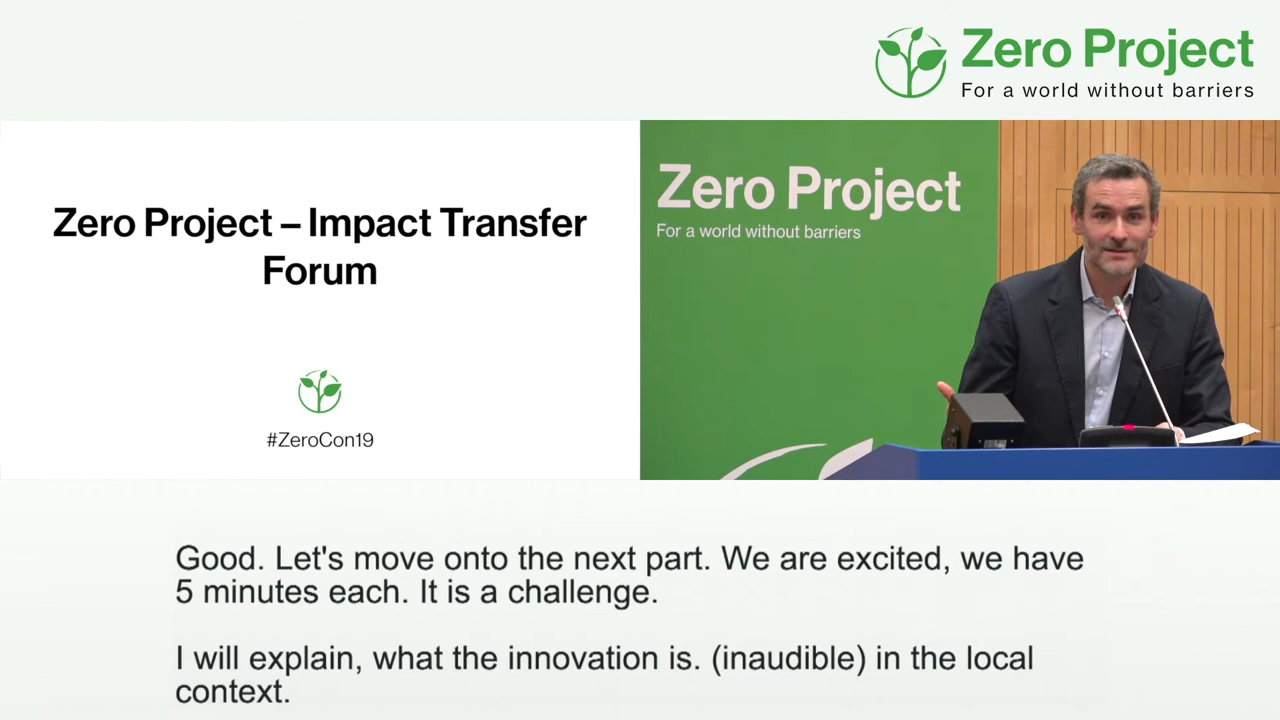 Zero Project
For a world without barriers
Zero Project – Impact Transfer
Forum
#ZeroCon19
Zero Project
For a world without barriers
Good. Let's move onto the next part. We are excited, we have
5 minutes each. It is a challenge.
I will explain, what the innovation is. (inaudible) in the local
context.